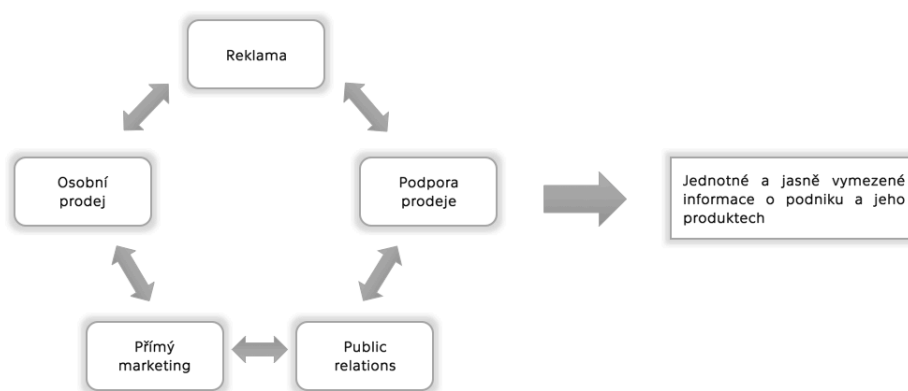 Reklama
Osobní
prodej
Podpora
prodeje
Jednotné a jasně vymezené
informace o podniku a jeho
produktech
Přímý
marketing
Public
relations